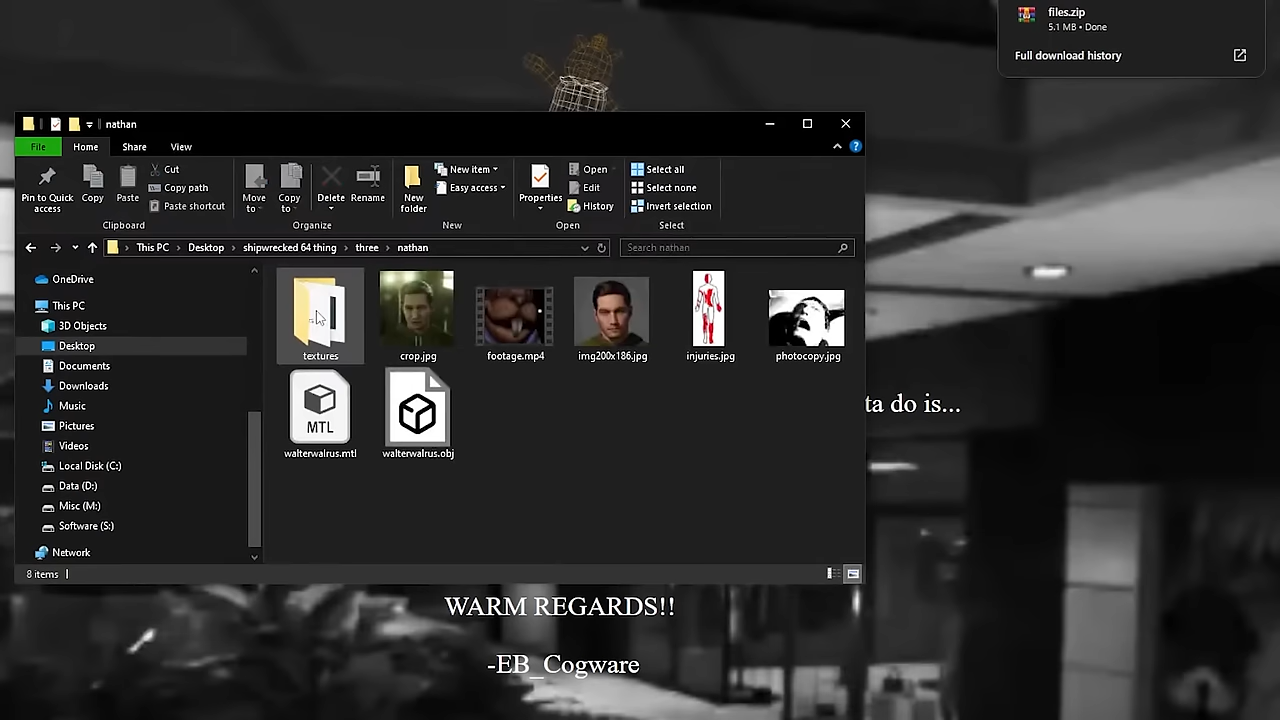 files.zip
5.1 MB • Done
Full download history
nathan
File
Home
Share
View
Pin to Quick access
Copy
Paste
Cut
Copy path
Paste shortcut
Clipboard
Move to
Copy to
Delete
Rename
Organize
New folder
New item
Easy access
New
Properties
Open
Edit
History
Open
Select all
Select none
Invert selection
Select
This PC > Desktop > shipwrecked 64 thing > three > nathan
Search nathan
OneDrive
This PC
3D Objects
Desktop
Documents
Downloads
Music
Pictures
Videos
Local Disk (C:)
Data (D:)
Misc (M:)
Software (S:)
Network
textures
crop.jpg
footage.mp4
img200x186.jpg
injuries.jpg
photocopy.jpg
MTL
walterwalrus.mtl
walterwalrus.obj
8 items
ta do is...
WARM REGARDS!!
-EB_Cogware